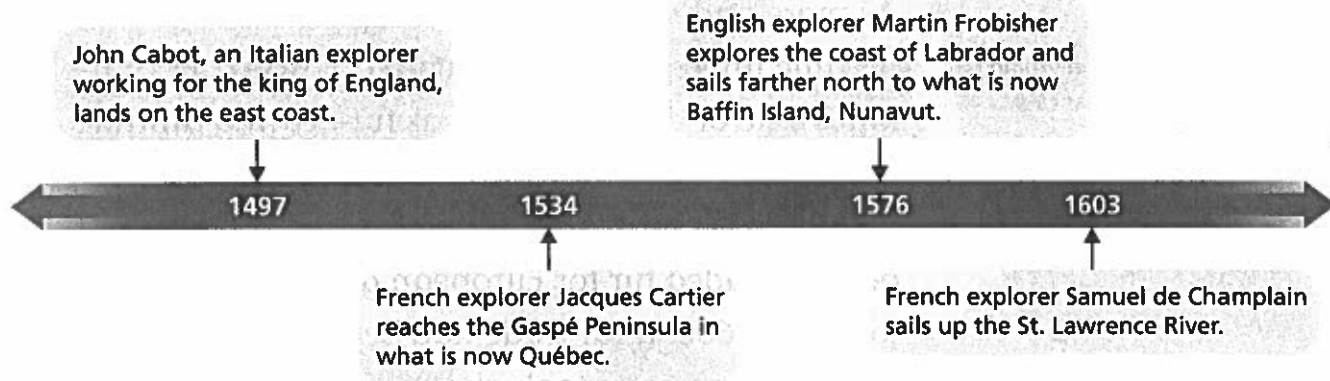 John Cabot, an Italian explorer
working for the king of England,
lands on the east coast.
English explorer Martin Frobisher
explores the coast of Labrador and
sails farther north to what is now
Baffin Island, Nunavut.
1497
1534
1576
1603
French explorer Jacques Cartier
reaches the Gaspé Peninsula in
what is now Québec.
French explorer Samuel de Champlain
sails up the St. Lawrence River.